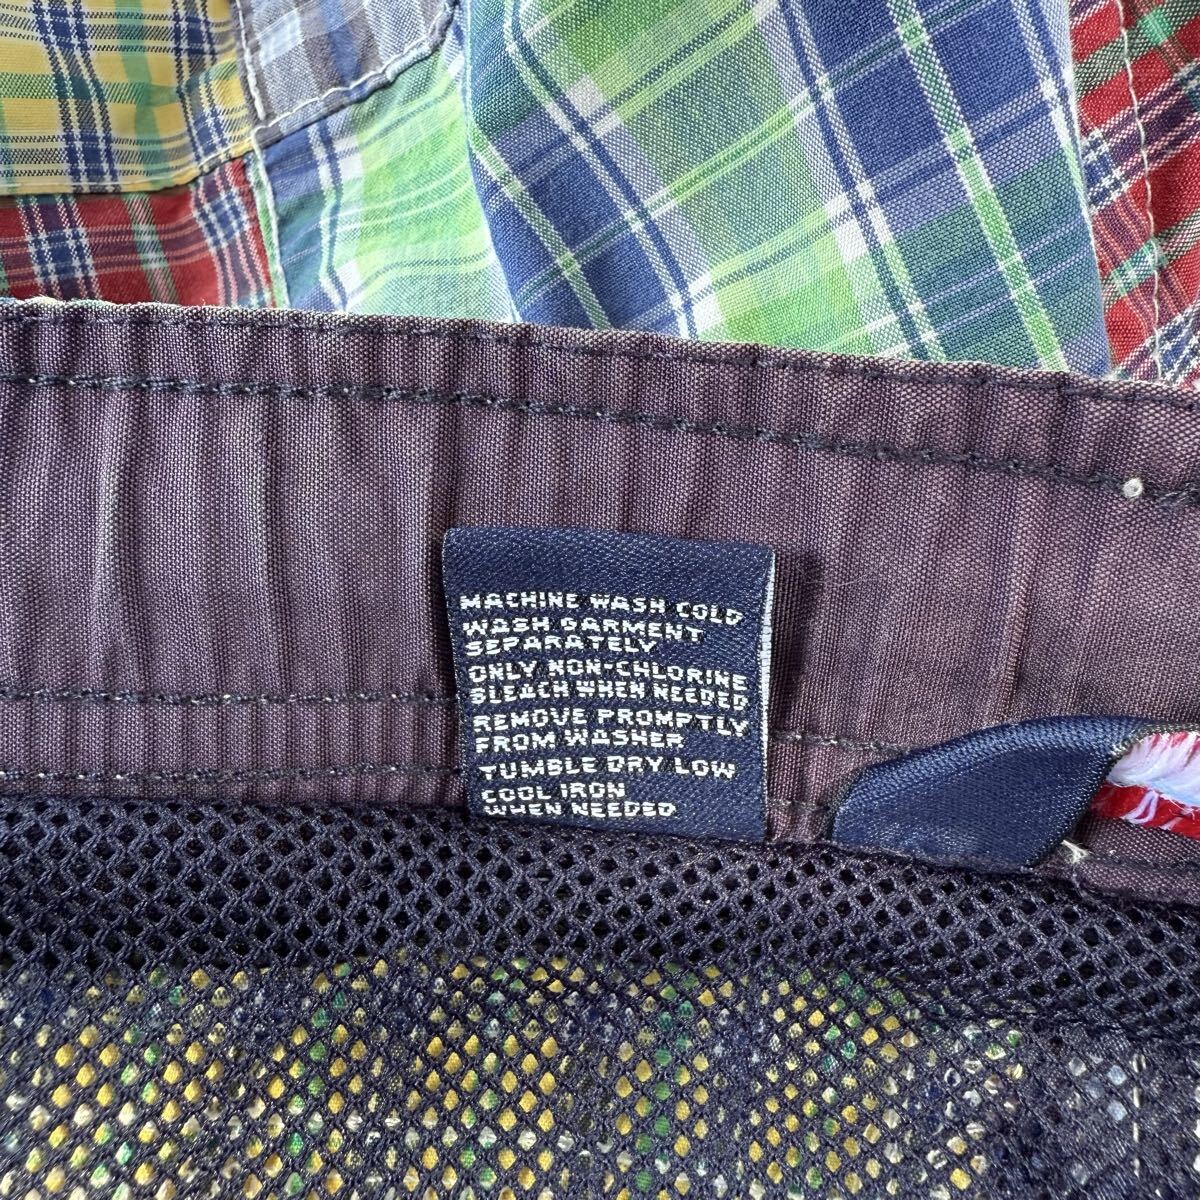 MACHINE WASH COLD
WASH GARMENT
SEPARATELY
ONLY NON-CHLORINE
BLEACH WHEN NEEDED
REMOVE PROMPTLY
FROM WASHER
TUMBLE DRY LOW
COOL IRON
WHEN NEEDED